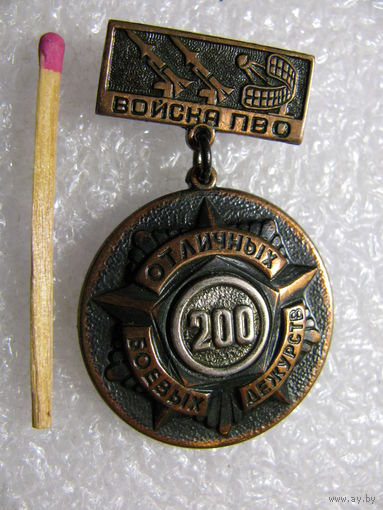 ВОЙСКА ПВО
ОТЛИЧНЫХ
200
БОЕВЫХ
ДЕЖУРСТВ
www.ay.by